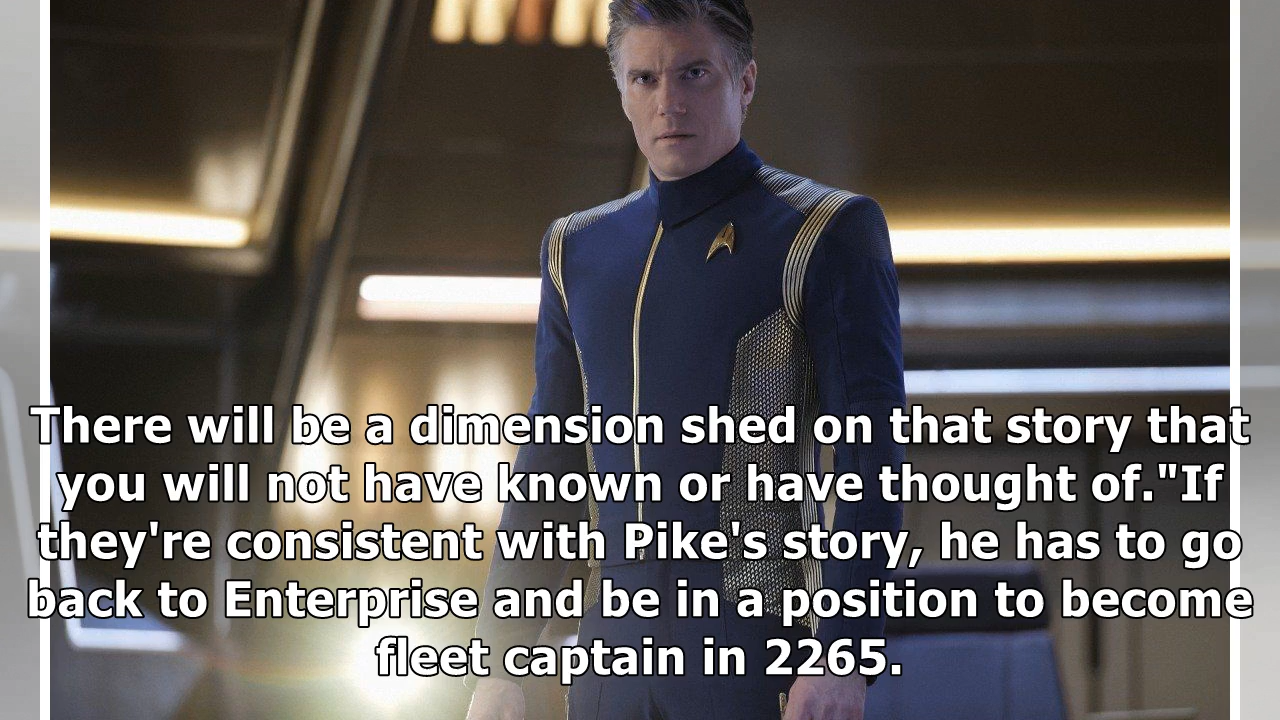 There will be a dimension shed on that story that
you will not have known or have thought of."If
they're consistent with Pike's story, he has to go
back to Enterprise and be in a position to become
fleet captain in 2265.